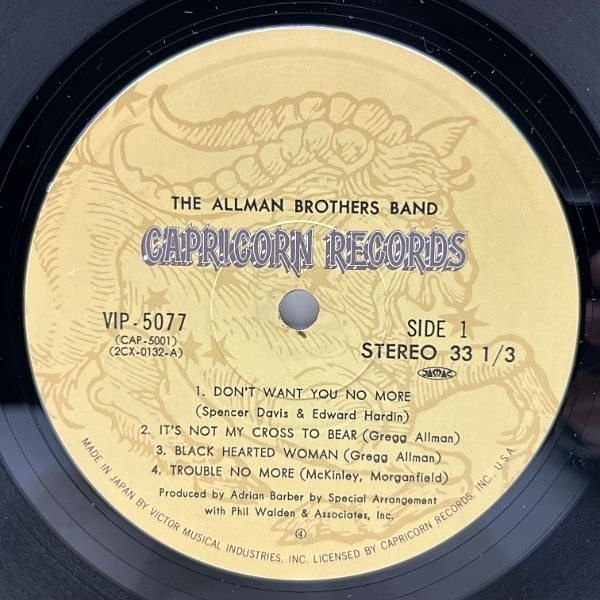 THE ALLMAN BROTHERS BAND
CAPRICORN RECORDS
VIP-5077
(CAP-5001)
(2CX-0132-A)
SIDE 1
STEREO 33 1/3
JASRAC
1. DON'T WANT YOU NO MORE
(Spencer Davis & Edward Hardin)
2. IT'S NOT MY CROSS TO BEAR (Gregg Allman)
3. BLACK HEARTED WOMAN (Gregg Allman)
4. TROUBLE NO MORE (McKinley, Morganfield)
Produced by Adrian Barber by Special Arrangement
with Phil Walden & Associates, Inc.
④
MADE IN JAPAN BY VICTOR MUSICAL INDUSTRIES, INC. LICENSED BY CAPRICORN RECORDS, INC., U.S.A.